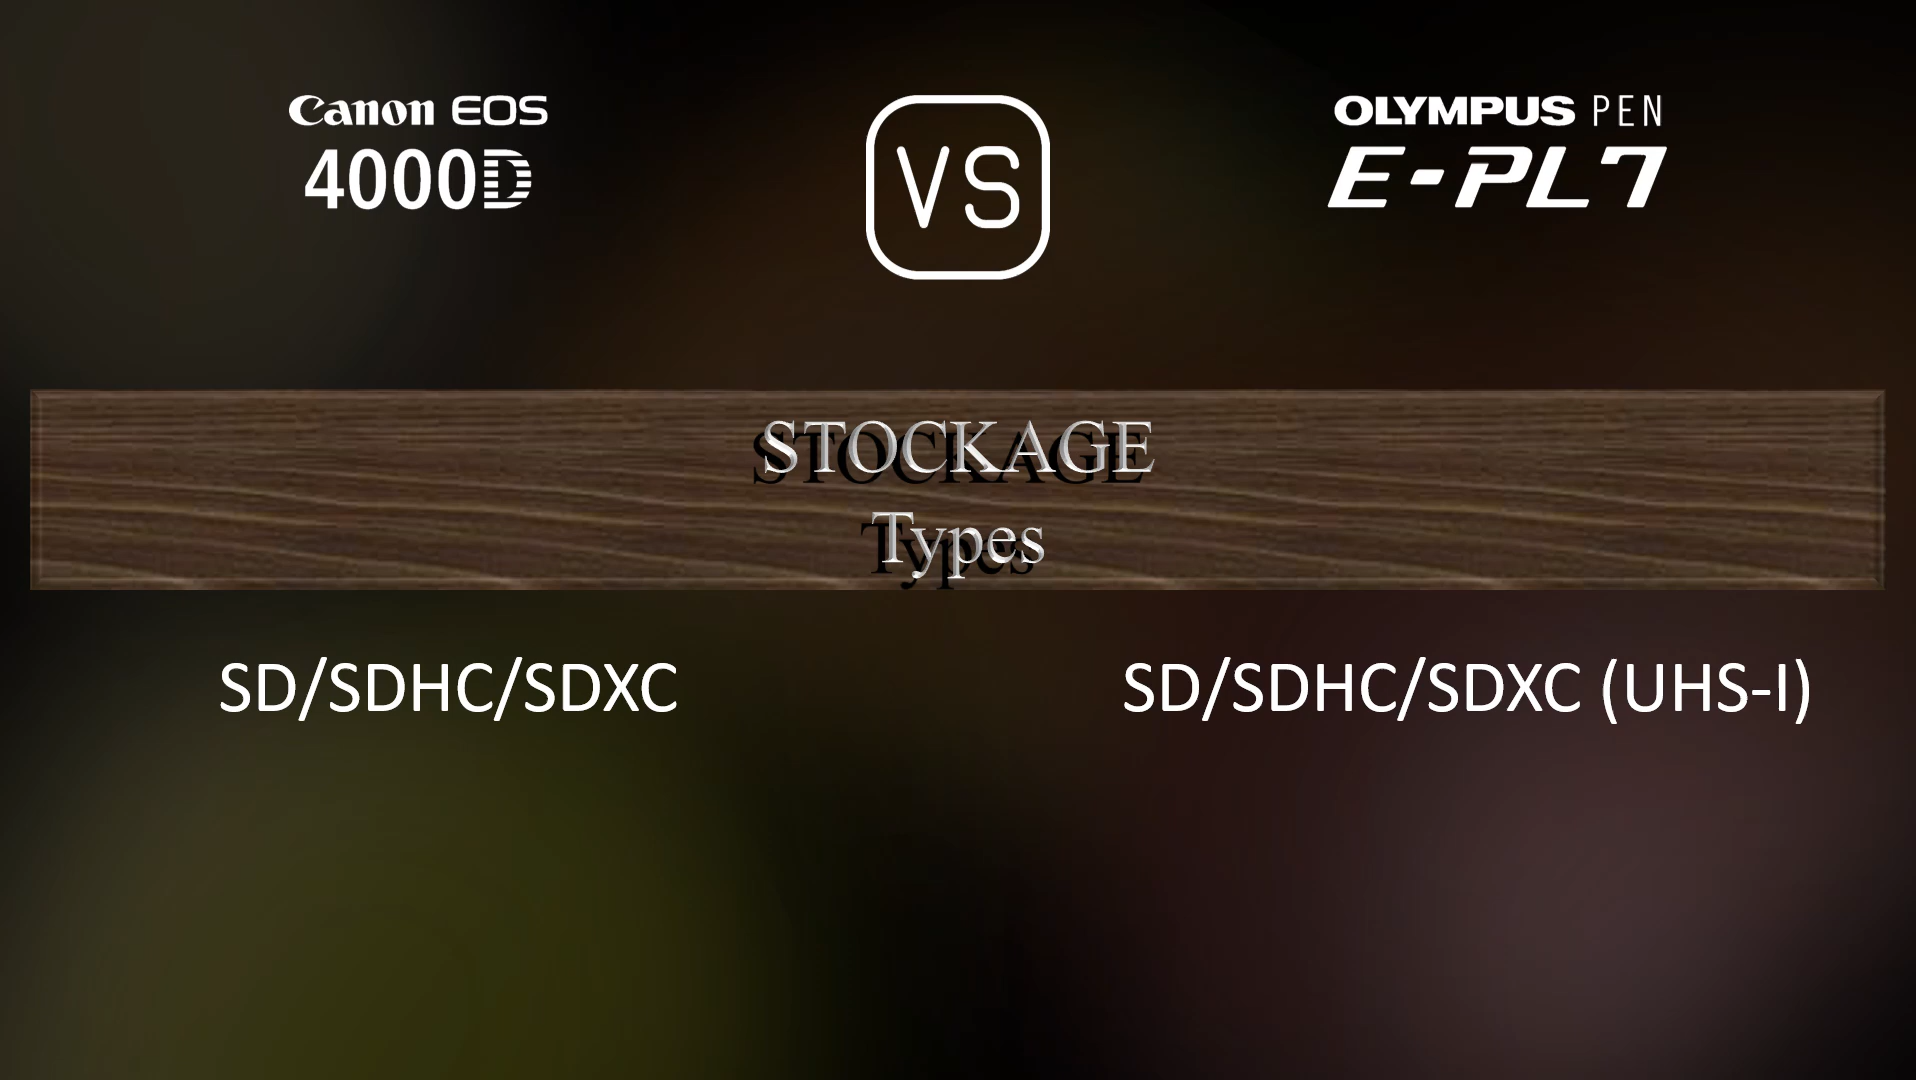 Canon EOS
4000D
VS
OLYMPUS PEN
E-PL7
STOCKAGE
Types
SD/SDHC/SDXC
SD/SDHC/SDXC (UHS-I)